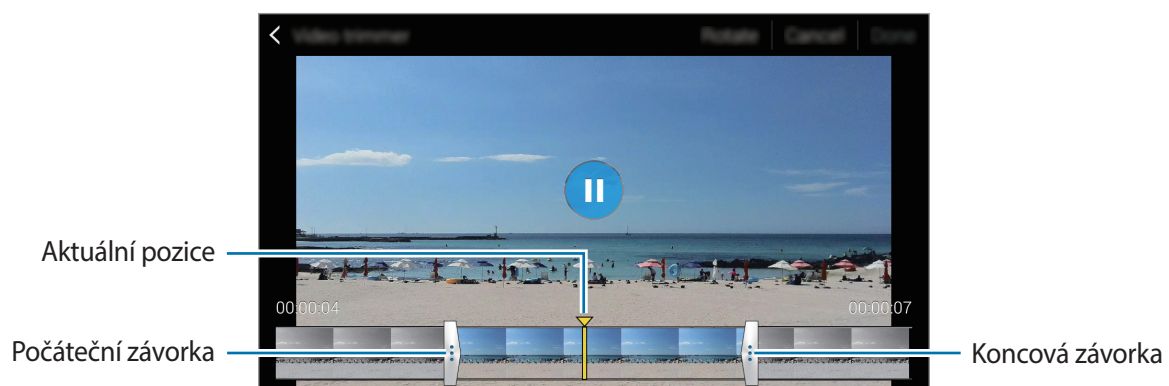 Video trimmer Rotate Cancel Done
Aktuální pozice
00:00:04 00:00:07
Počáteční závorka
Koncová závorka